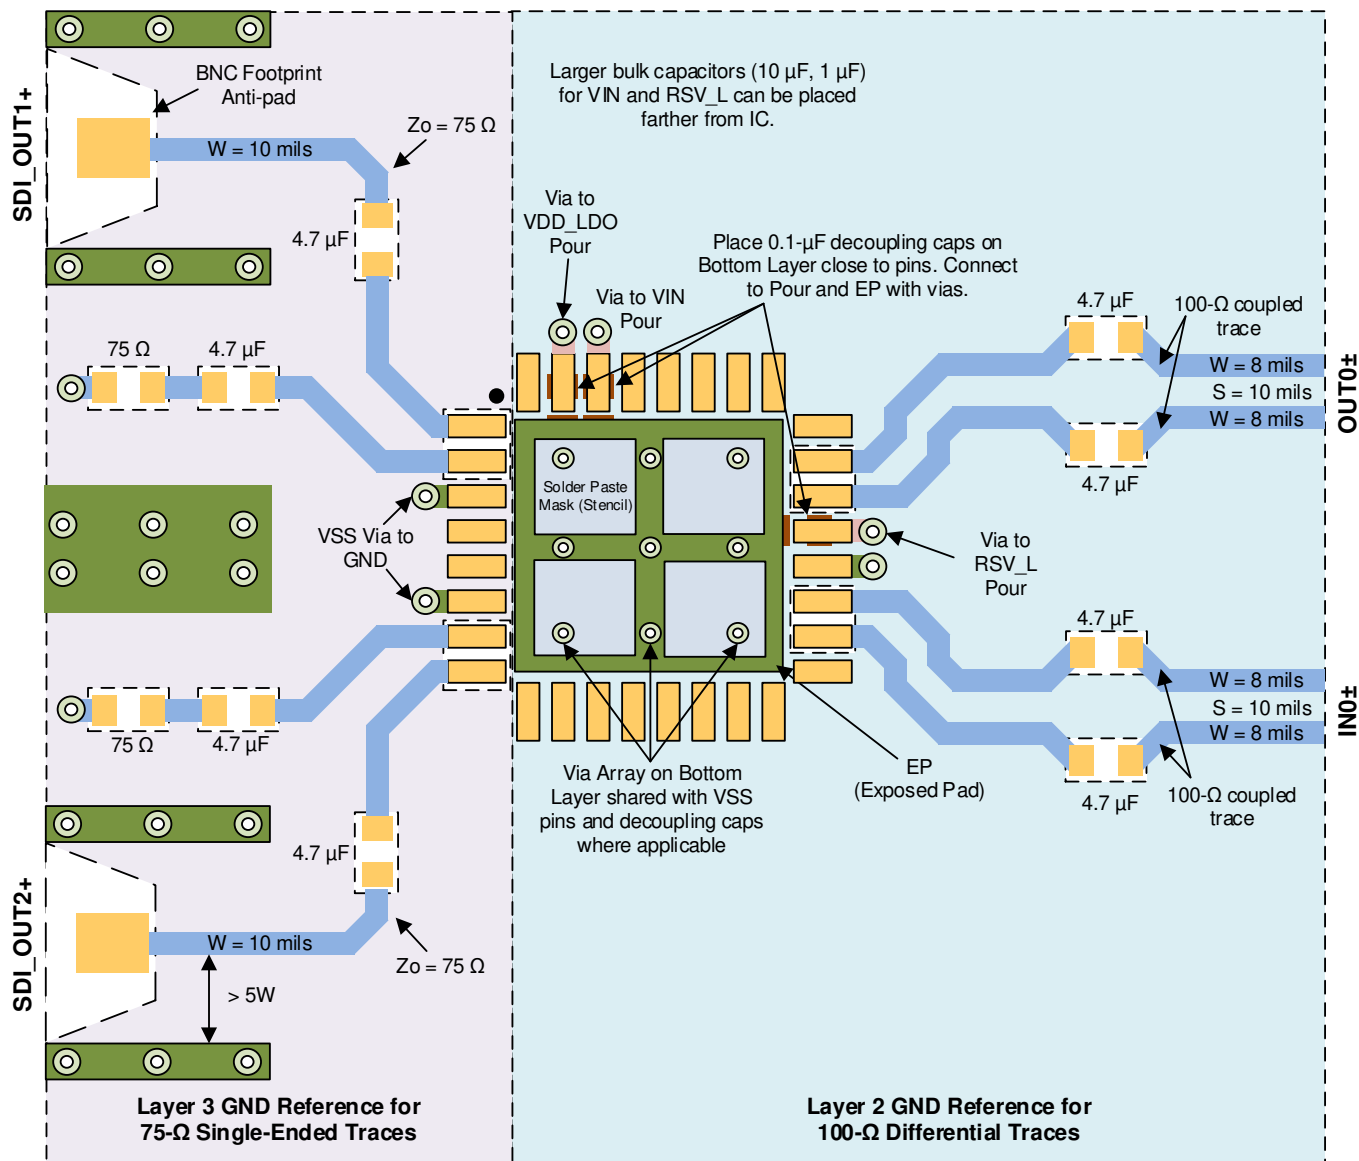 BNC Footprint
Anti-pad
SDI_OUT1+
W = 10 mils
Zo = 75 Ω
4.7 µF
75 Ω
4.7 µF
Larger bulk capacitors (10 µF, 1 µF)
for VIN and RSV_L can be placed
farther from IC.
Via to
VDD_LDO
Pour
Via to VIN
Pour
Place 0.1-µF decoupling caps on
Bottom Layer close to pins. Connect
to Pour and EP with vias.
4.7 µF
100-Ω coupled
trace
W = 8 mils
S = 10 mils
W = 8 mils
OUT0±
4.7 µF
Solder Paste
Mask (Stencil)
VSS Via to
GND
Via to
RSV_L
Pour
4.7 µF
W = 8 mils
S = 10 mils
W = 8 mils
IN0±
4.7 µF
100-Ω coupled
trace
75 Ω
4.7 µF
Via Array on Bottom
Layer shared with VSS
pins and decoupling caps
where applicable
EP
(Exposed Pad)
4.7 µF
SDI_OUT2+
W = 10 mils
Zo = 75 Ω
> 5W
Layer 3 GND Reference for
75-Ω Single-Ended Traces
Layer 2 GND Reference for
100-Ω Differential Traces